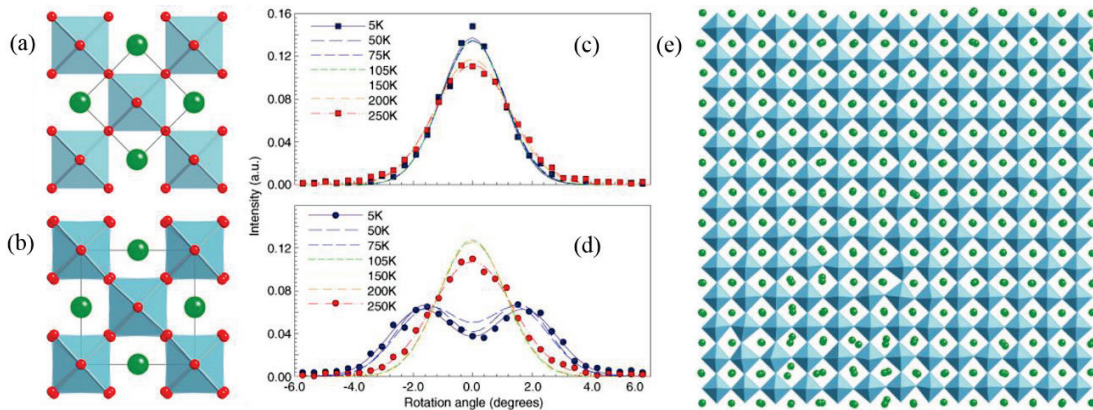 (a)
(b)
0.16
0.12
0.08
0.04
0.00
5K
50K
75K
105K
150K
200K
250K
(c)
Intensity (a.u.)
0.12
0.08
0.04
0.00
5K
50K
75K
105K
150K
200K
250K
(d)
-6.0 -4.0 -2.0 0.0 2.0 4.0 6.0
Rotation angle (degrees)
(e)